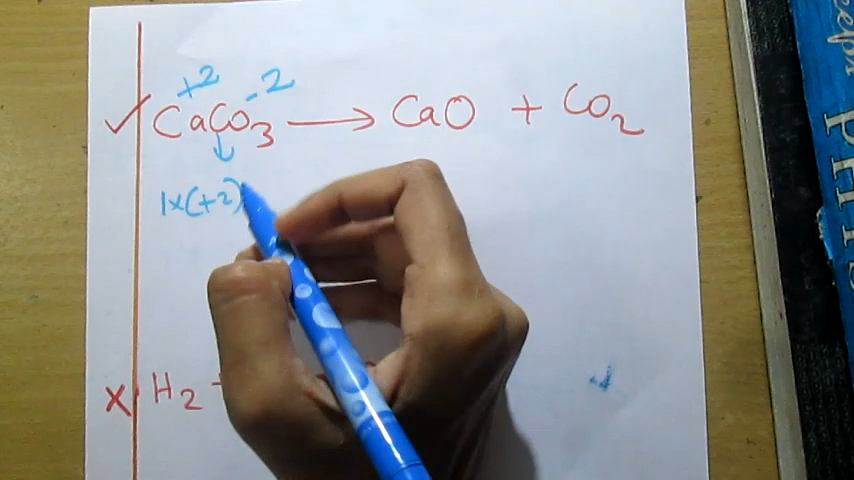 +2 -2
✓ CaCO3 → CaO + CO2
↓
1×(+2)
x H2